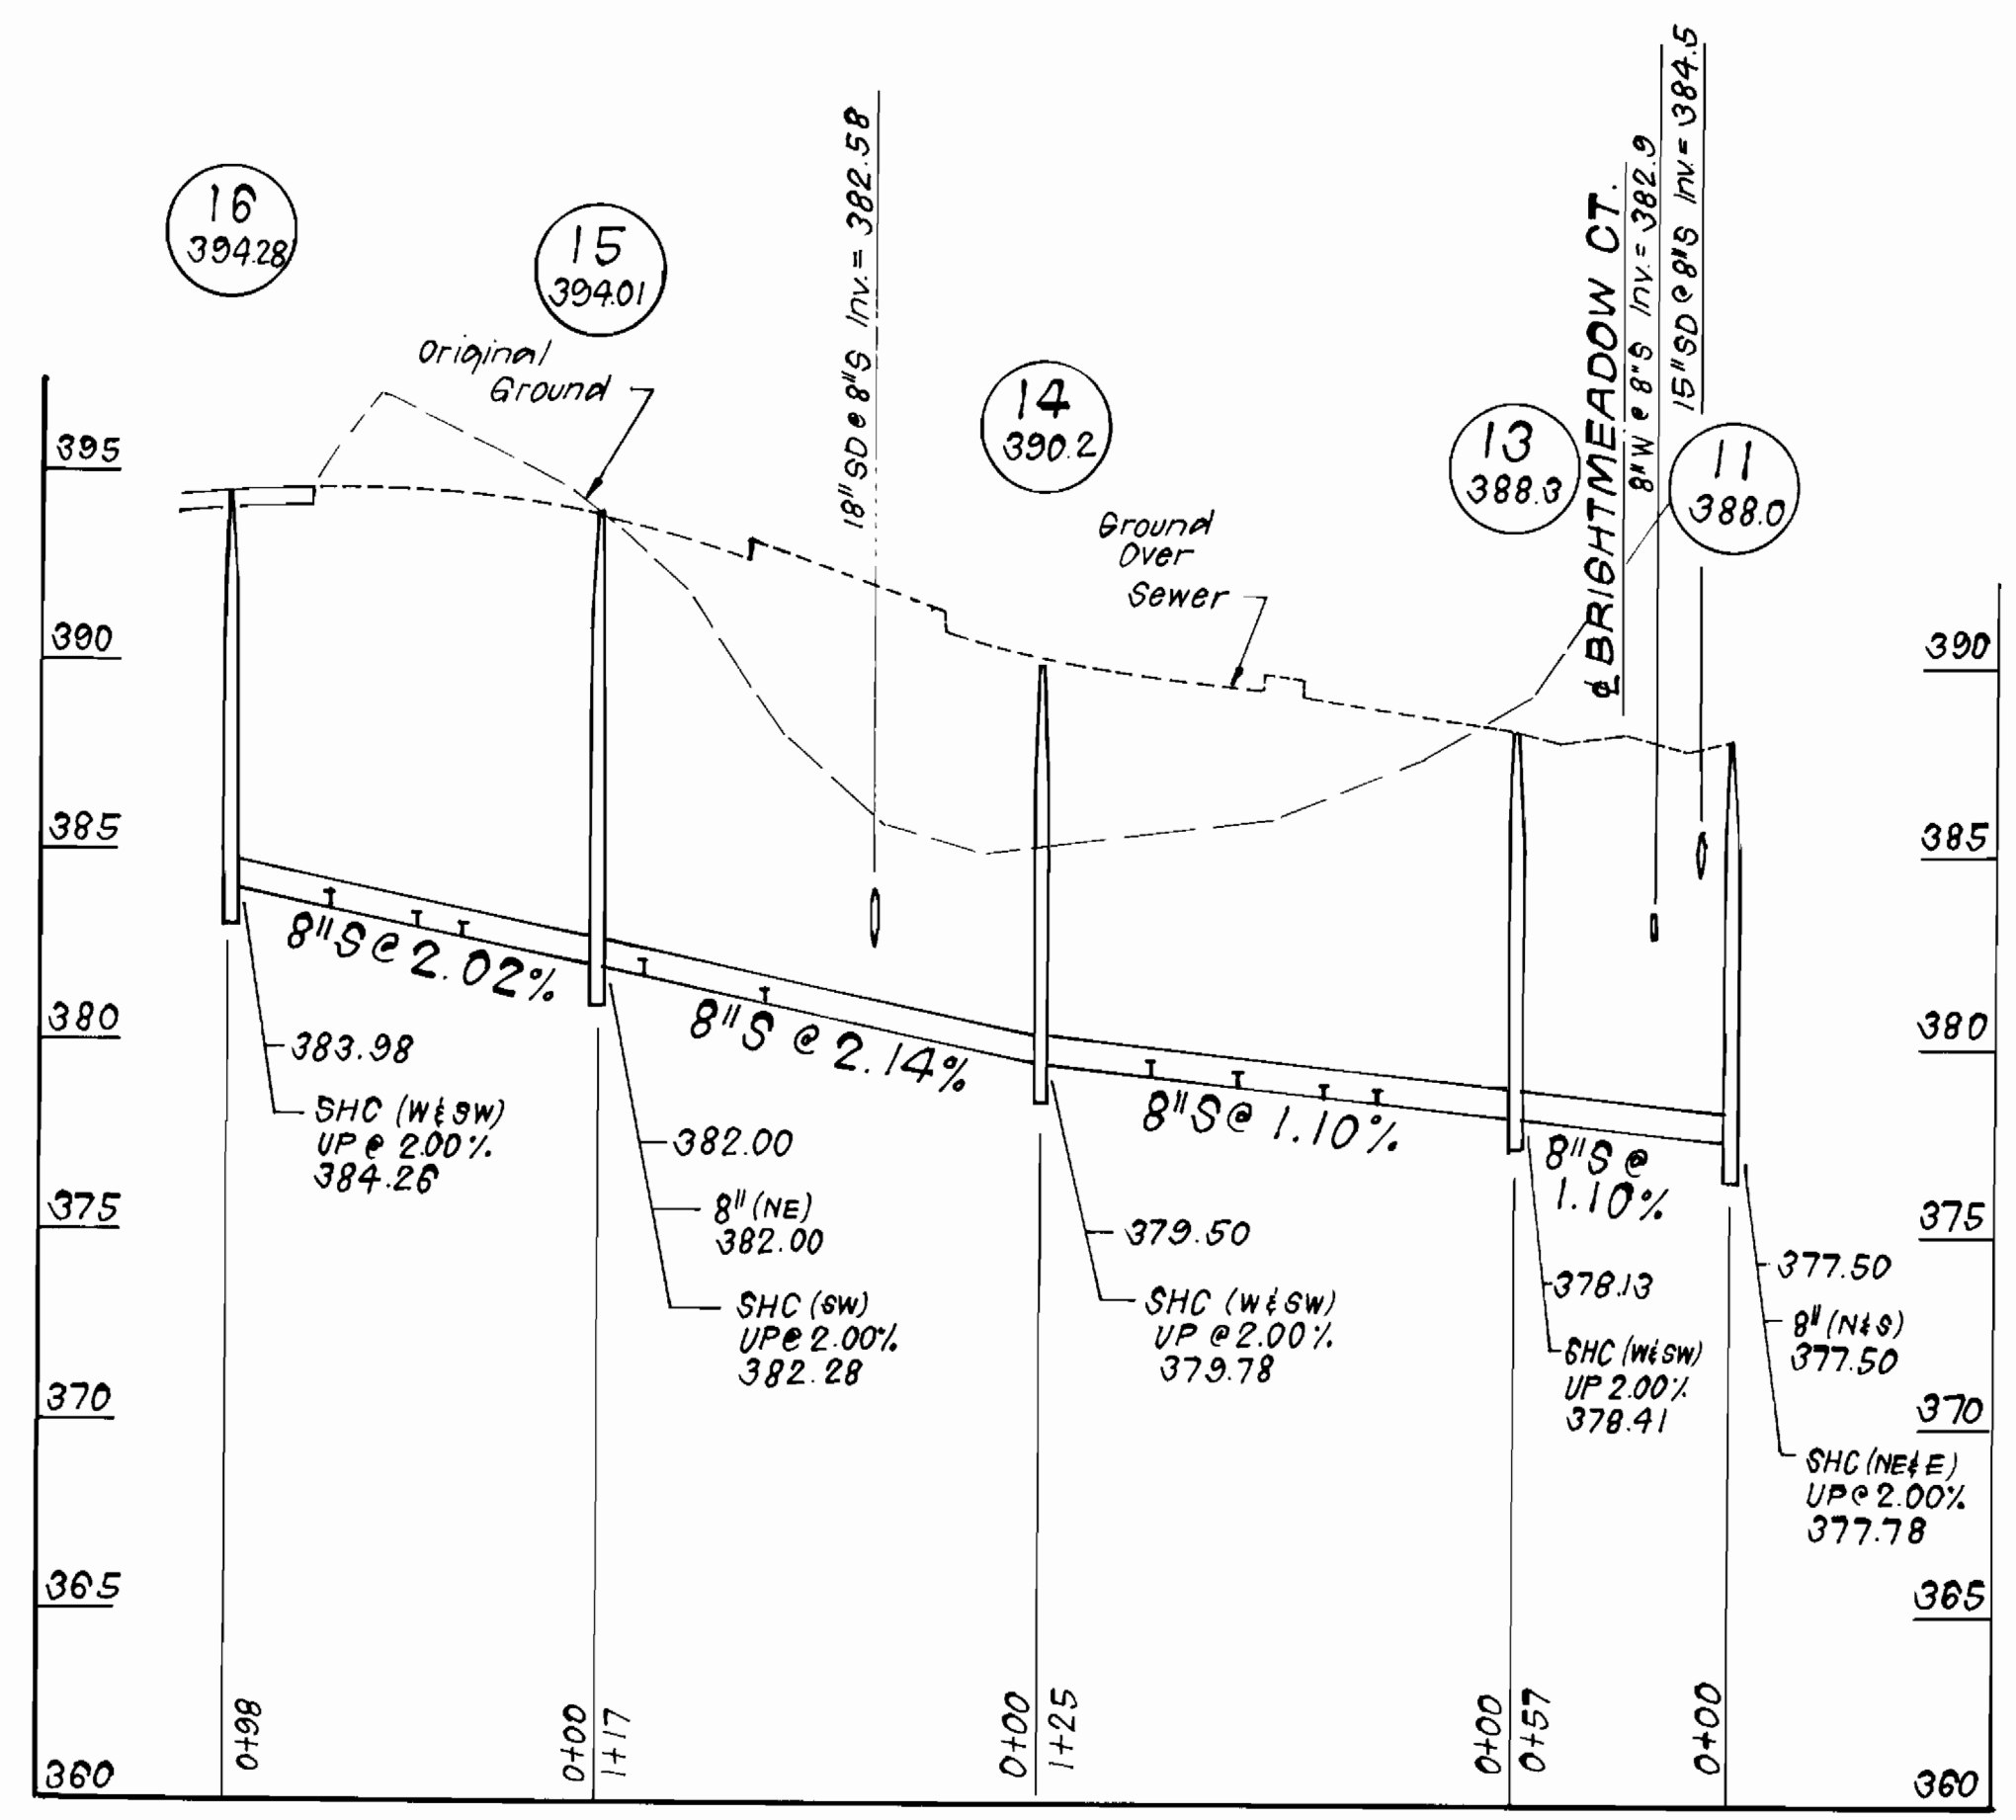 16
394.28
15
394.01
14
390.2
13
388.3
11
388.0
Original
Ground
18"SD@8"S Inv.=382.58
Ground
Over
Sewer
℄ BRIGHTMEADOW CT.
8"W@8"S Inv.=382.9
15"SD@8"S Inv.=384.5
395
390
385
380
375
370
365
360
390
385
380
375
370
365
360
8"S@2.02%
8"S@2.14%
8"S@1.10%
8"S@
1.10%
383.98
SHC (W&SW)
UP@2.00%
384.26
382.00
8"(NE)
382.00
SHC (SW)
UP@2.00%
382.28
379.50
SHC (W&SW)
UP@2.00%
379.78
378.13
SHC (W&SW)
UP 2.00%
378.41
377.50
8"(N&S)
377.50
SHC (NE&E)
UP@2.00%
377.78
0+98
0+00
1+17
0+00
1+25
0+00
0+57
0+00